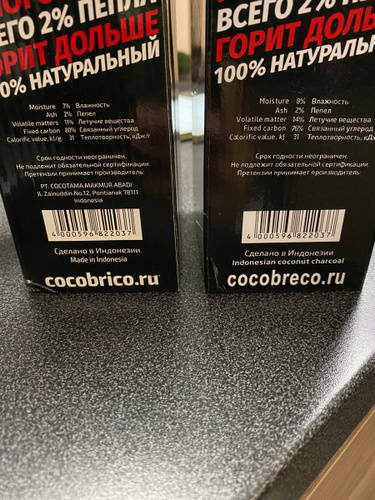 ВСЕГО 2% ПЕПЛА
ГОРИТ ДОЛЬШЕ
100% НАТУРАЛЬНЫЙ
Moisture 7% Влажность
Ash 2% Пепел
Volatile matters 11% Летучие вещества
Fixed carbon 80% Связанный углерод
Calorific value, kJ/g 31 Теплотворность, кДж/г
Срок годности неограничен.
Не подлежит обязательной сертификации.
Претензии принимает производитель:
PT. COCOTAMA MAKMUR ABADI
Jl. Zainuddin No.12, Pontianak 78111
Indonesia
4 000596 822037
Сделано в Индонезии
Made in Indonesia
cocobrico.ru
ВСЕГО 2%
ГОРИТ ДОЛЬ
100% НАТУРАЛЬН
Moisture 8% Влажность
Ash 2% Пепел
Volatile matters 14% Летучие вещества
Fixed carbon 76% Связанный углерод
Calorific value, kJ 31 Теплотворность, кДж
Срок годности неограничен.
Не подлежит обязательной сертификации.
Претензии принимает производитель:
4 000596 822037
Сделано в Индонезии
Indonesian coconut charcoal
cocobreco.ru